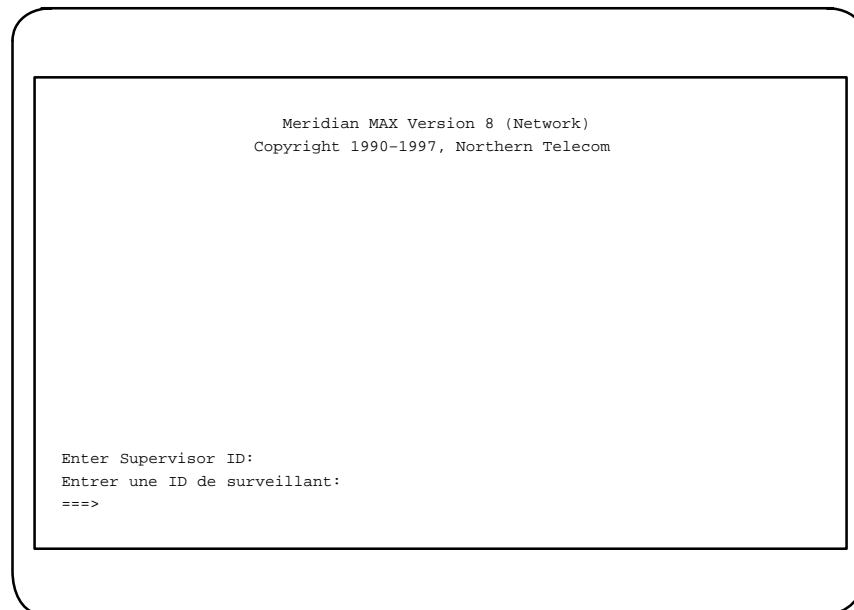 Meridian MAX Version 8 (Network)
Copyright 1990–1997, Northern Telecom
Enter Supervisor ID:
Entrer une ID de surveillant:
===>